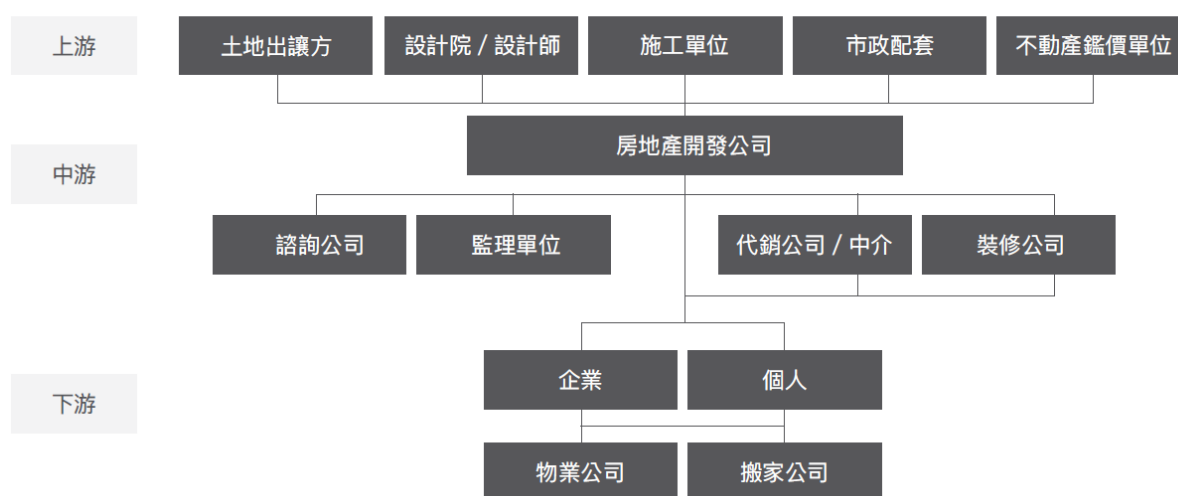 上游
土地出讓方
設計院 / 設計師
施工單位
市政配套
不動產鑑價單位
中游
房地產開發公司
諮詢公司
監理單位
代銷公司 / 中介
裝修公司
下游
企業
個人
物業公司
搬家公司